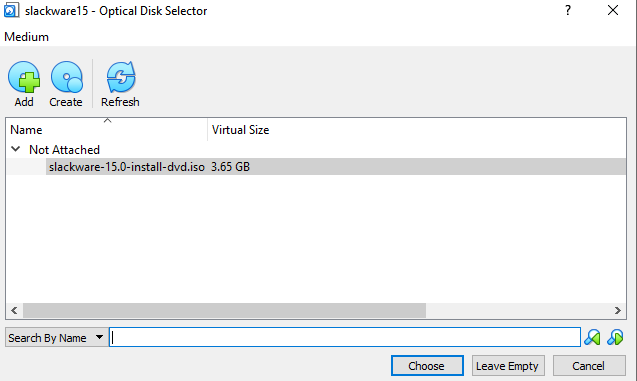 slackware15 - Optical Disk Selector
?
Medium
Add Create Refresh
Name Virtual Size
Not Attached
slackware-15.0-install-dvd.iso 3.65 GB
Search By Name
Choose Leave Empty Cancel